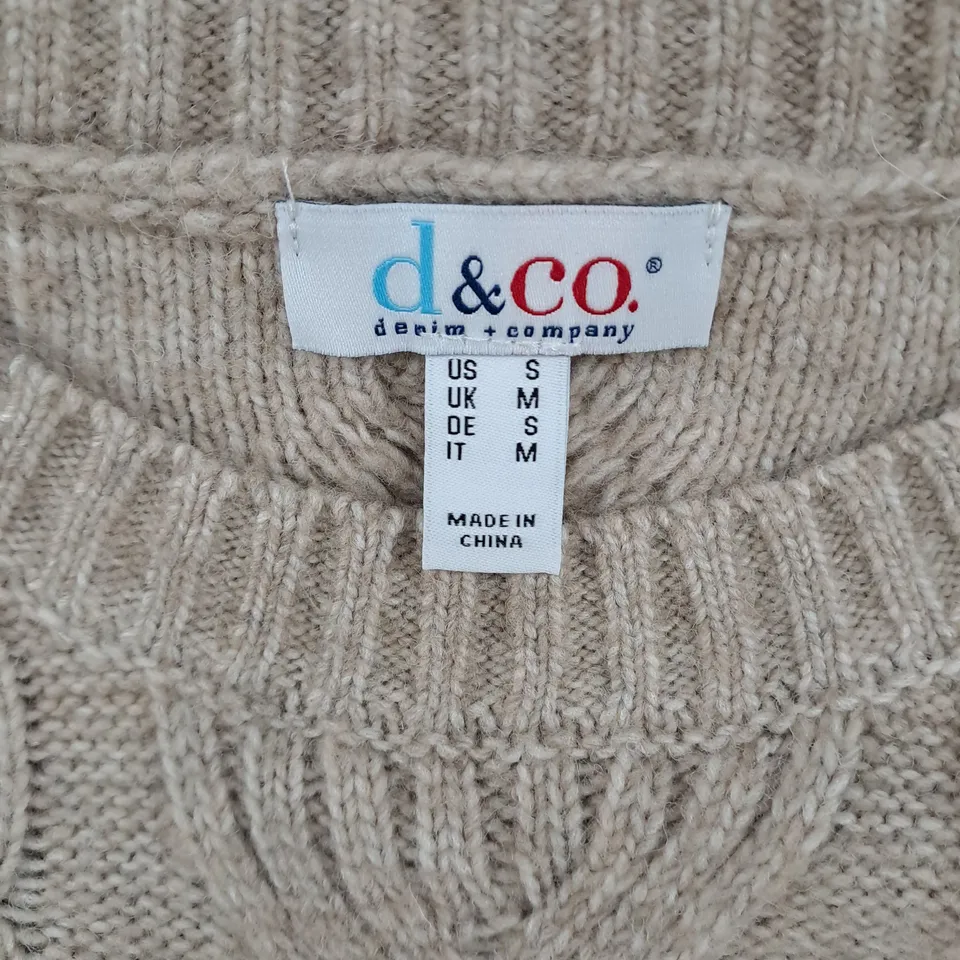 d&co.®
denim + company
US S
UK M
DE S
IT M
MADE IN
CHINA